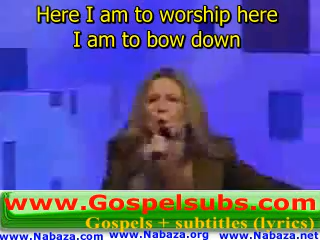 Here I am to worship here
I am to bow down
www.Gospelsubs.com
Gospels + subtitles (lyrics)
www.Nabaza.com www.Nabaza.org www.Nabaza.net